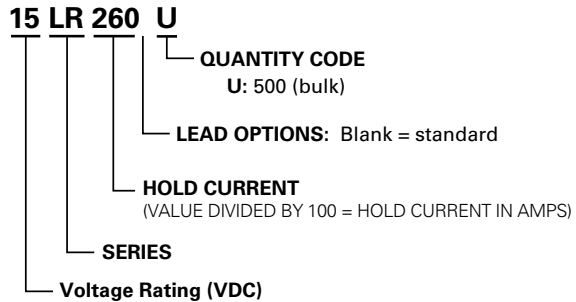 15 LR 260 U
QUANTITY CODE
U: 500 (bulk)
LEAD OPTIONS: Blank = standard
HOLD CURRENT
(VALUE DIVIDED BY 100 = HOLD CURRENT IN AMPS)
SERIES
Voltage Rating (VDC)